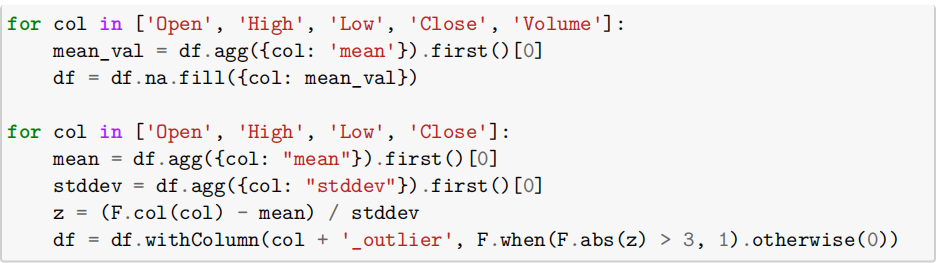 for col in ['Open', 'High', 'Low', 'Close', 'Volume']:
    mean_val = df.agg({col: 'mean'}).first()[0]
    df = df.na.fill({col: mean_val})

for col in ['Open', 'High', 'Low', 'Close']:
    mean = df.agg({col: "mean"}).first()[0]
    stddev = df.agg({col: "stddev"}).first()[0]
    z = (F.col(col) - mean) / stddev
    df = df.withColumn(col + '_outlier', F.when(F.abs(z) > 3, 1).otherwise(0))